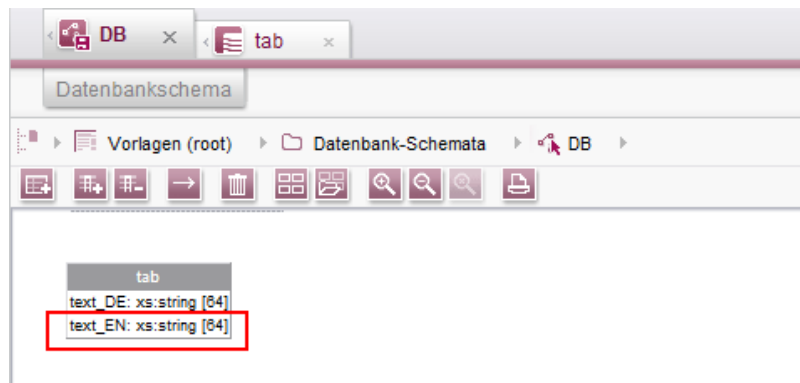 DB tab
Datenbankschema
Vorlagen (root) Datenbank-Schemata DB
tab
text_DE: xs:string [64]
text_EN: xs:string [64]